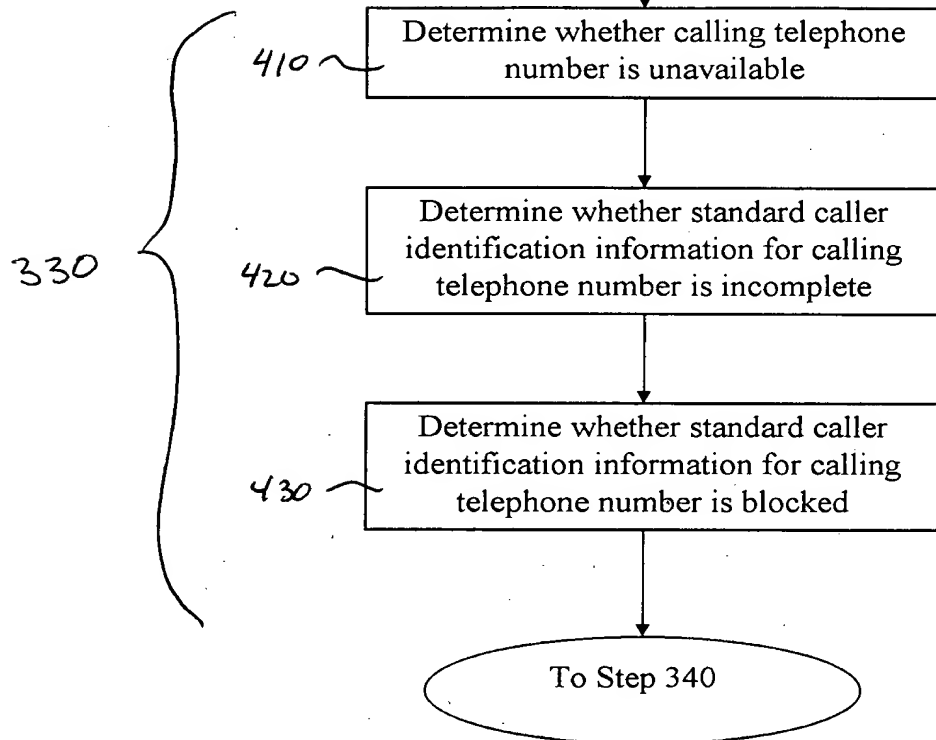 Determine whether calling telephone
410
number is unavailable
Determine whether standard caller
identification information for calling
330
420
telephone number is incomplete
Determine whether standard caller
identification information for calling
430
telephone number is blocked
To Step 340